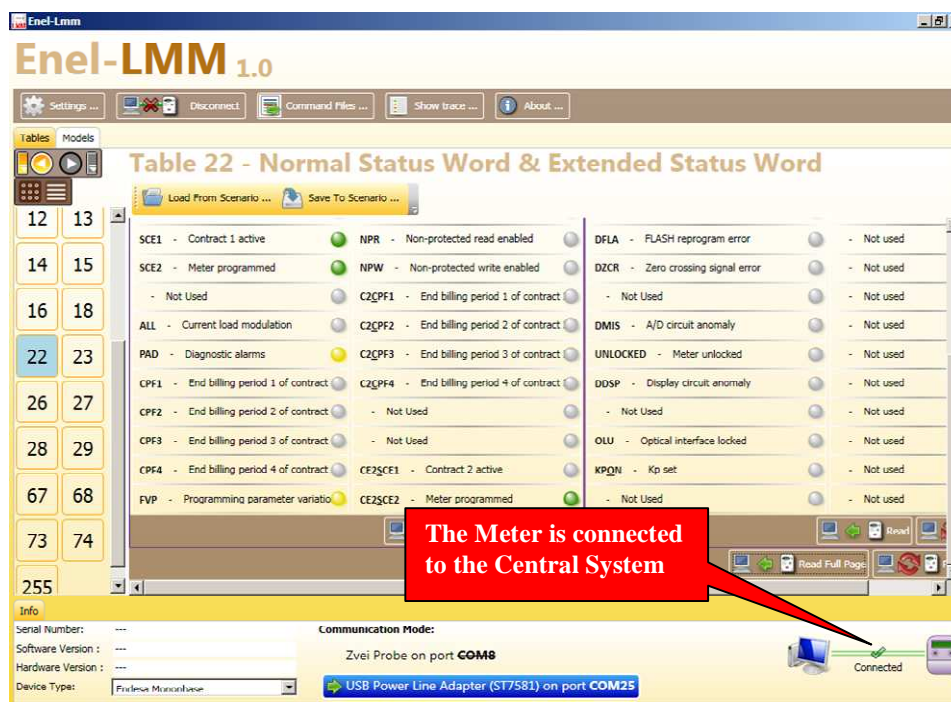 Enel-Lmm
Enel-LMM 1.0
Settings ... Disconnect Command Files ... Show trace ... About ...
Tables Models
Table 22 - Normal Status Word & Extended Status Word
Load From Scenario ... Save To Scenario ...
12 13
14 15
16 18
22 23
26 27
28 29
67 68
73 74
255
SCE1 - Contract 1 active
SCE2 - Meter programmed
- Not Used
ALL - Current load modulation
PAD - Diagnostic alarms
CPF1 - End billing period 1 of contract
CPF2 - End billing period 2 of contract
CPF3 - End billing period 3 of contract
CPF4 - End billing period 4 of contract
FVP - Programming parameter variatio
NPR - Non-protected read enabled
NPW - Non-protected write enabled
C2CPF1 - End billing period 1 of contract
C2CPF2 - End billing period 2 of contract
C2CPF3 - End billing period 3 of contract
C2CPF4 - End billing period 4 of contract
- Not Used
- Not Used
CE2SCE1 - Contract 2 active
CE2SCE2 - Meter programmed
DFLA - FLASH reprogram error
DZCR - Zero crossing signal error
- Not Used
DMIS - A/D circuit anomaly
UNLOCKED - Meter unlocked
DDSP - Display circuit anomaly
- Not Used
OLU - Optical interface locked
KPON - Kp set
- Not Used
- Not used
- Not used
- Not used
- Not used
- Not used
- Not used
- Not used
- Not used
- Not used
- Not used
Read
Read Full Page
The Meter is connected
to the Central System
Info
Serial Number: ---
Software Version : ---
Hardware Version : ---
Device Type: Endesa Monophase
Communication Mode:
Zvei Probe on port COM8
USB Power Line Adapter (ST7581) on port COM25
Connected